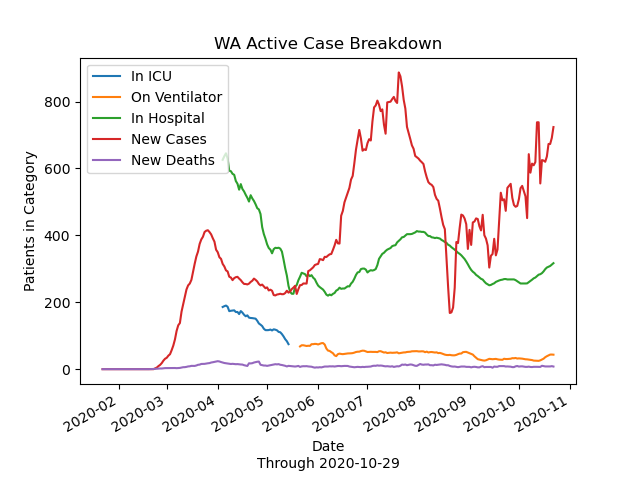 WA Active Case Breakdown
In ICU
On Ventilator
In Hospital
New Cases
New Deaths
Patients in Category
800
600
400
200
0
2020-02
2020-03
2020-04
2020-05
2020-06
2020-07
2020-08
2020-09
2020-10
2020-11
Date
Through 2020-10-29